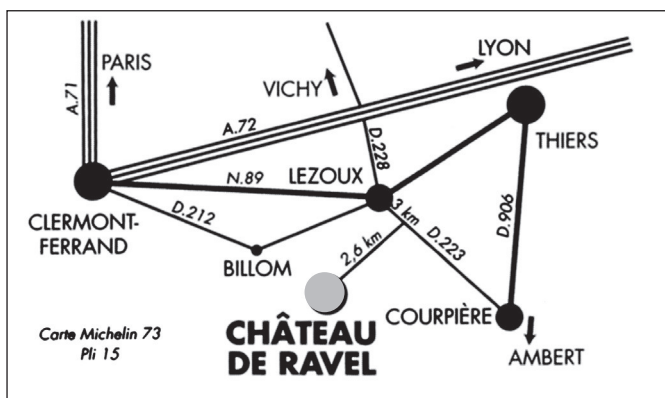 PARIS
LYON
A.71
VICHY
A.72
D.228
THIERS
LEZOUX
N.89
CLERMONT-
FERRAND
D.212
3 km
D.906
BILLOM
2,6 km
D.223
CHÂTEAU
DE RAVEL
COURPIÈRE
AMBERT
Carte Michelin 73
Pli 15